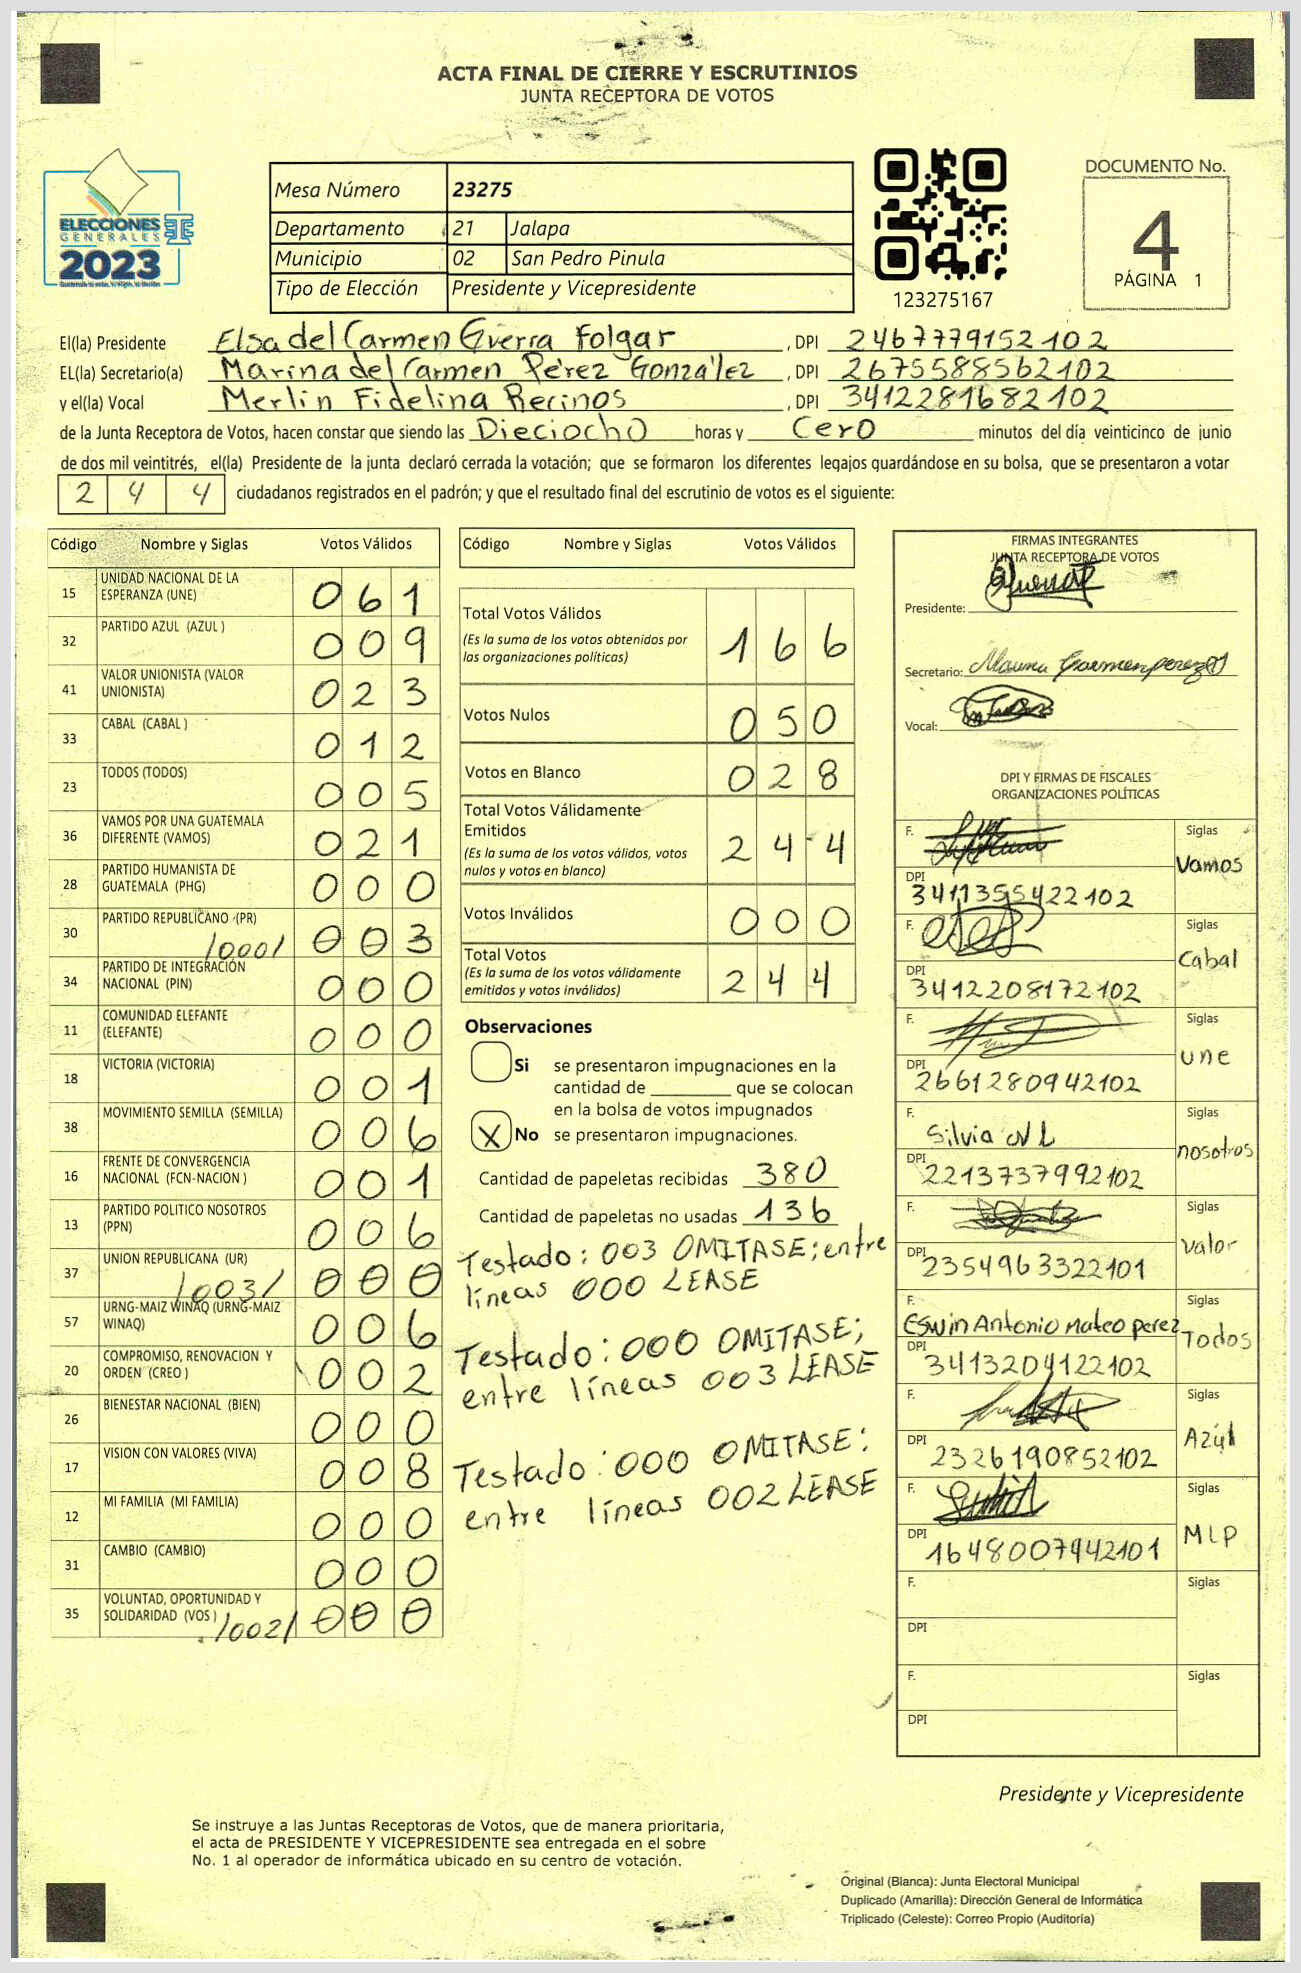 ACTA FINAL DE CIERRE Y ESCRUTINIOS
JUNTA RECEPTORA DE VOTOS
ELECCIONES
GENERALES
2023
Mesa Número 23275
Departamento 21 Jalapa
Municipio 02 San Pedro Pinula
Tipo de Elección Presidente y Vicepresidente
123275167
DOCUMENTO No.
4
PÁGINA 1
El(la) Presidente Elsa del Carmen Guerra Folgar , DPI 2467779152102
EL(la) Secretario(a) Marina del Carmen Pérez González , DPI 2675588562102
y el(la) Vocal Merlin Fidelina Recinos , DPI 3412281682102
de la Junta Receptora de Votos, hacen constar que siendo las Dieciocho horas y Cero minutos del día veinticinco de junio
de dos mil veintitrés, el(la) Presidente de la junta declaró cerrada la votación; que se formaron los diferentes legajos guardándose en su bolsa, que se presentaron a votar
2 4 4 ciudadanos registrados en el padrón; y que el resultado final del escrutinio de votos es el siguiente:
Código Nombre y Siglas Votos Válidos
15 UNIDAD NACIONAL DE LA
ESPERANZA (UNE) 0 6 1
32 PARTIDO AZUL (AZUL ) 0 0 9
41 VALOR UNIONISTA (VALOR
UNIONISTA) 0 2 3
33 CABAL (CABAL ) 0 1 2
23 TODOS (TODOS) 0 0 5
36 VAMOS POR UNA GUATEMALA
DIFERENTE (VAMOS) 0 2 1
28 PARTIDO HUMANISTA DE
GUATEMALA (PHG) 0 0 0
30 PARTIDO REPUBLICANO (PR) /000/ 0 0 3
34 PARTIDO DE INTEGRACIÓN
NACIONAL (PIN) 0 0 0
11 COMUNIDAD ELEFANTE
(ELEFANTE) 0 0 0
18 VICTORIA (VICTORIA) 0 0 1
38 MOVIMIENTO SEMILLA (SEMILLA) 0 0 6
16 FRENTE DE CONVERGENCIA
NACIONAL (FCN-NACION ) 0 0 1
13 PARTIDO POLITICO NOSOTROS
(PPN) 0 0 6
37 UNION REPUBLICANA (UR) /003/ 0 0 0
57 URNG-MAIZ WINAQ (URNG-MAIZ
WINAQ) 0 0 6
20 COMPROMISO, RENOVACION Y
ORDEN (CREO ) 0 0 2
26 BIENESTAR NACIONAL (BIEN) 0 0 0
17 VISION CON VALORES (VIVA) 0 0 8
12 MI FAMILIA (MI FAMILIA) 0 0 0
31 CAMBIO (CAMBIO) 0 0 0
35 VOLUNTAD, OPORTUNIDAD Y
SOLIDARIDAD (VOS ) /002/ 0 0 0
Código Nombre y Siglas Votos Válidos
Total Votos Válidos
(Es la suma de los votos obtenidos por
las organizaciones políticas) 1 6 6
Votos Nulos 0 5 0
Votos en Blanco 0 2 8
Total Votos Válidamente
Emitidos
(Es la suma de los votos válidos, votos
nulos y votos en blanco) 2 4 4
Votos Inválidos 0 0 0
Total Votos
(Es la suma de los votos válidamente
emitidos y votos inválidos) 2 4 4
Observaciones
Si se presentaron impugnaciones en la
cantidad de ________ que se colocan
en la bolsa de votos impugnados
X No se presentaron impugnaciones.
Cantidad de papeletas recibidas 380
Cantidad de papeletas no usadas 136
Testado: 003 OMITASE; entre
líneas 000 LEASE
Testado: 000 OMITASE;
entre líneas 003 LEASE
Testado: 000 OMITASE:
entre líneas 002 LEASE
FIRMAS INTEGRANTES
JUNTA RECEPTORA DE VOTOS
Presidente:
Secretario:
Vocal:
DPI Y FIRMAS DE FISCALES
ORGANIZACIONES POLÍTICAS
F. Siglas
Vamos
DPI
3411355422102
F. Siglas
Cabal
DPI
3412208172102
F. Siglas
une
DPI
2661280942102
F. Siglas
Silvia
nosotros
DPI
2213737992102
F. Siglas
valor
DPI
2354963322101
F. Siglas
Eswin Antonio Mateo perez
Todos
DPI
3413204122102
F. Siglas
Azul
DPI
2326190852102
F. Siglas
MLP
DPI
1648007942101
F. Siglas
DPI
F. Siglas
DPI
Presidente y Vicepresidente
Se instruye a las Juntas Receptoras de Votos, que de manera prioritaria,
el acta de PRESIDENTE Y VICEPRESIDENTE sea entregada en el sobre
No. 1 al operador de informática ubicado en su centro de votación.
Original (Blanca): Junta Electoral Municipal
Duplicado (Amarilla): Dirección General de Informática
Triplicado (Celeste): Correo Propio (Auditoría)